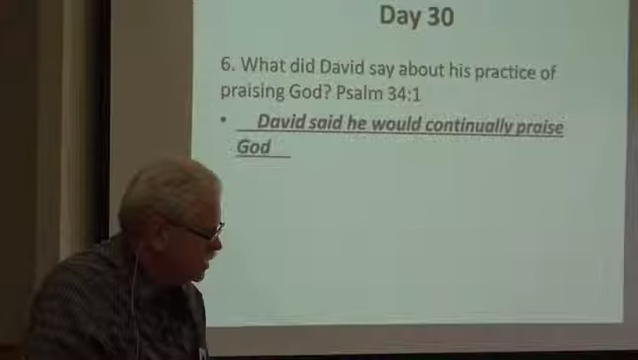 Day 30
6. What did David say about his practice of
praising God? Psalm 34:1
• David said he would continually praise
God